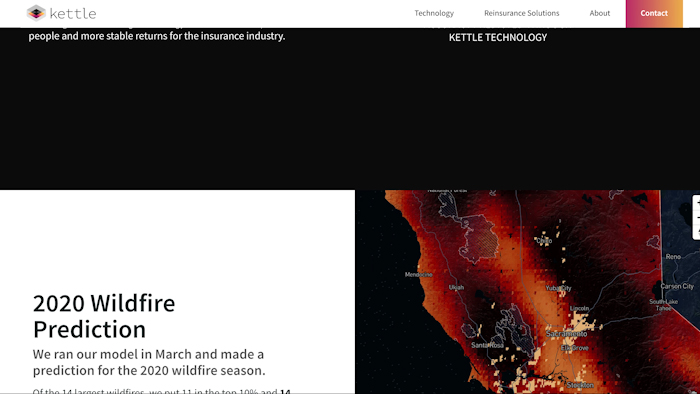 kettle
Technology
Reinsurance Solutions
About
Contact
people and more stable returns for the insurance industry.
KETTLE TECHNOLOGY
2020 Wildfire
Prediction
We ran our model in March and made a
prediction for the 2020 wildfire season.
Of the 14 largest wildfires, we put 11 in the top 10% and 14
National Forest
Chico
Reno
Mendocino
Ukiah
Yuba City
Carson City
Lincoln
South Lake
Tahoe
Sacramento
Santa Rosa
Elk Grove
Stockton